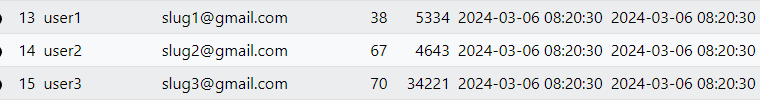 13 user1 slug1@gmail.com 38 5334 2024-03-06 08:20:30 2024-03-06 08:20:30
14 user2 slug2@gmail.com 67 4643 2024-03-06 08:20:30 2024-03-06 08:20:30
15 user3 slug3@gmail.com 70 34221 2024-03-06 08:20:30 2024-03-06 08:20:30